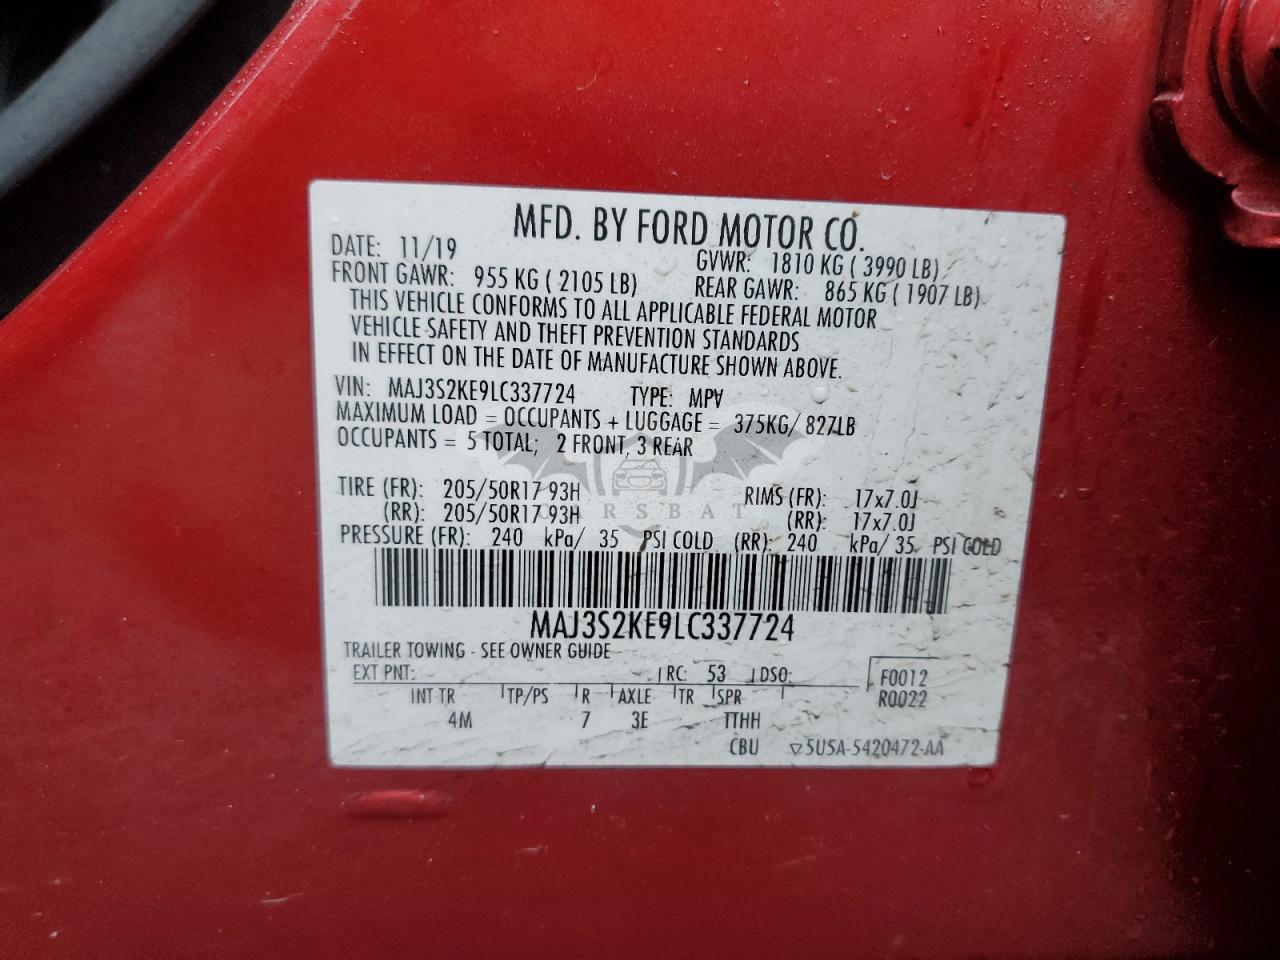 MFD. BY FORD MOTOR CO.
DATE: 11/19 GVWR: 1810 KG ( 3990 LB)
FRONT GAWR: 955 KG ( 2105 LB) REAR GAWR: 865 KG ( 1907 LB)
THIS VEHICLE CONFORMS TO ALL APPLICABLE FEDERAL MOTOR
VEHICLE SAFETY AND THEFT PREVENTION STANDARDS
IN EFFECT ON THE DATE OF MANUFACTURE SHOWN ABOVE.
VIN: MAJ3S2KE9LC337724 TYPE: MPV
MAXIMUM LOAD = OCCUPANTS + LUGGAGE = 375KG/ 827LB
OCCUPANTS = 5 TOTAL; 2 FRONT, 3 REAR
TIRE (FR): 205/50R17 93H RIMS (FR): 17x7.0J
(RR): 205/50R17 93H (RR): 17x7.0J
CARSBAT
PRESSURE (FR): 240 kPa/ 35 PSI COLD (RR): 240 kPa/ 35 PSI COLD
MAJ3S2KE9LC337724
TRAILER TOWING - SEE OWNER GUIDE
EXT PNT: RC: 53 DSO: F0012
INT TR TP/PS R AXLE TR SPR R0022
4M 7 3E TTHH
CBU ▽5U5A-5420472-AA